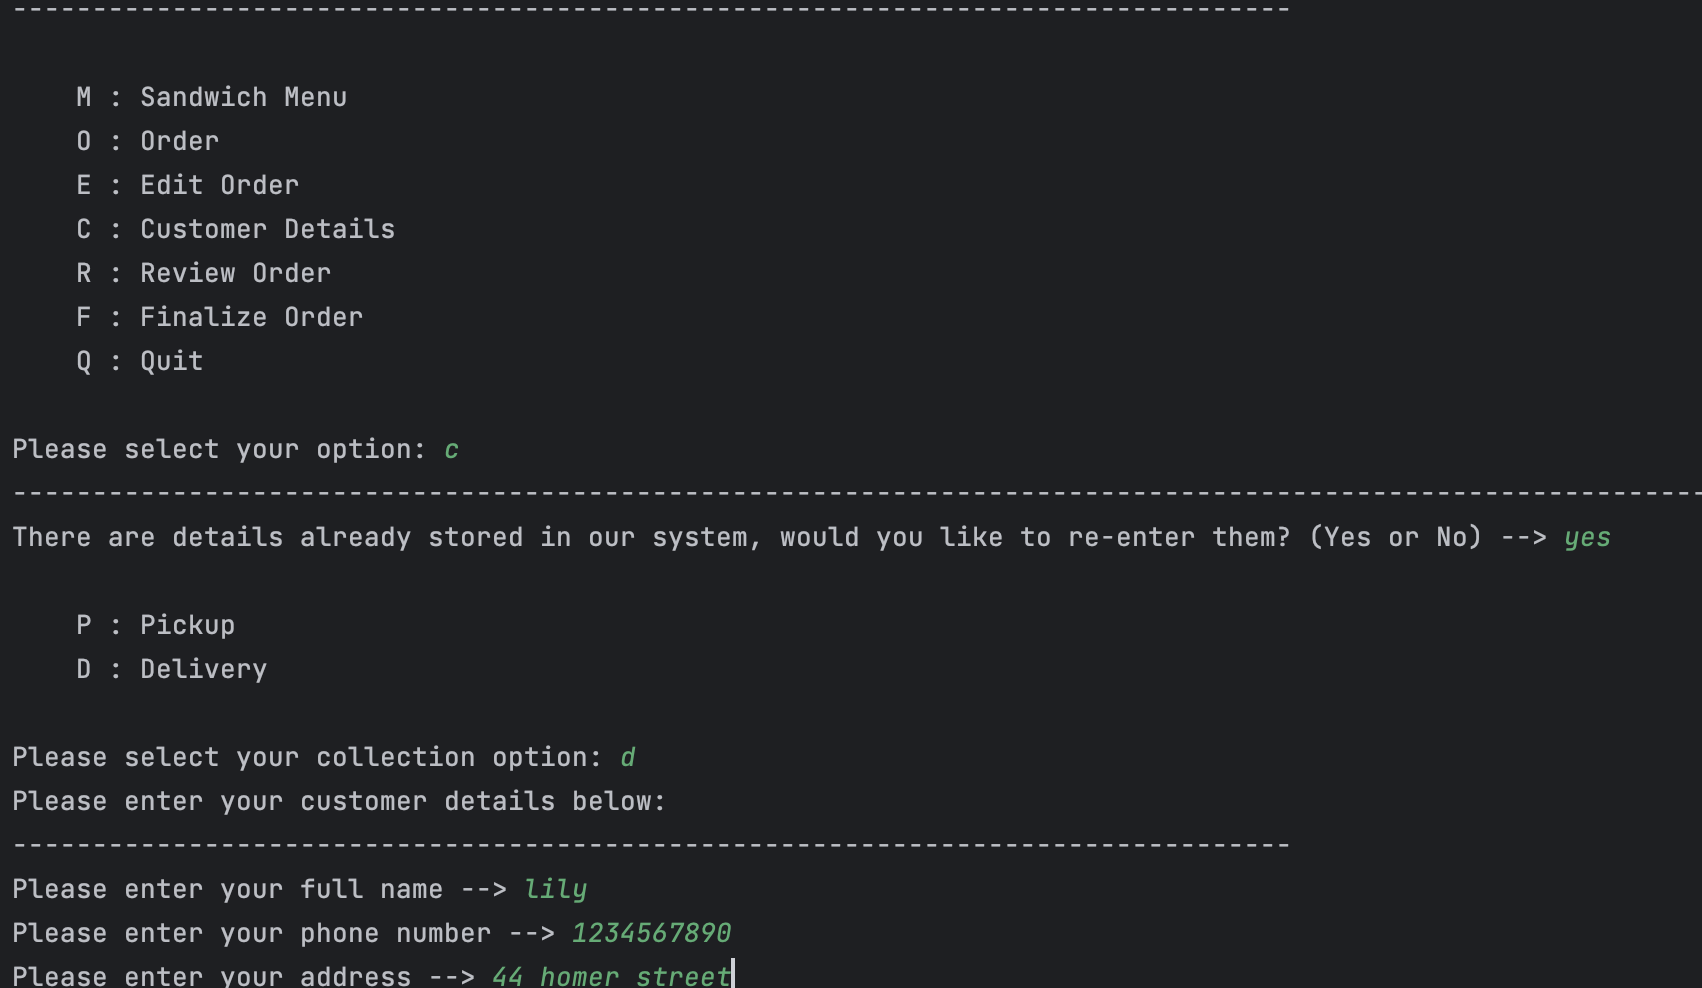 --------------------------------------------------------------------------------
M : Sandwich Menu
O : Order
E : Edit Order
C : Customer Details
R : Review Order
F : Finalize Order
Q : Quit
Please select your option: c
----------------------------------------------------------------------------------------------------------
There are details already stored in our system, would you like to re-enter them? (Yes or No) --> yes
P : Pickup
D : Delivery
Please select your collection option: d
Please enter your customer details below:
--------------------------------------------------------------------------------
Please enter your full name --> lily
Please enter your phone number --> 1234567890
Please enter your address --> 44 homer street